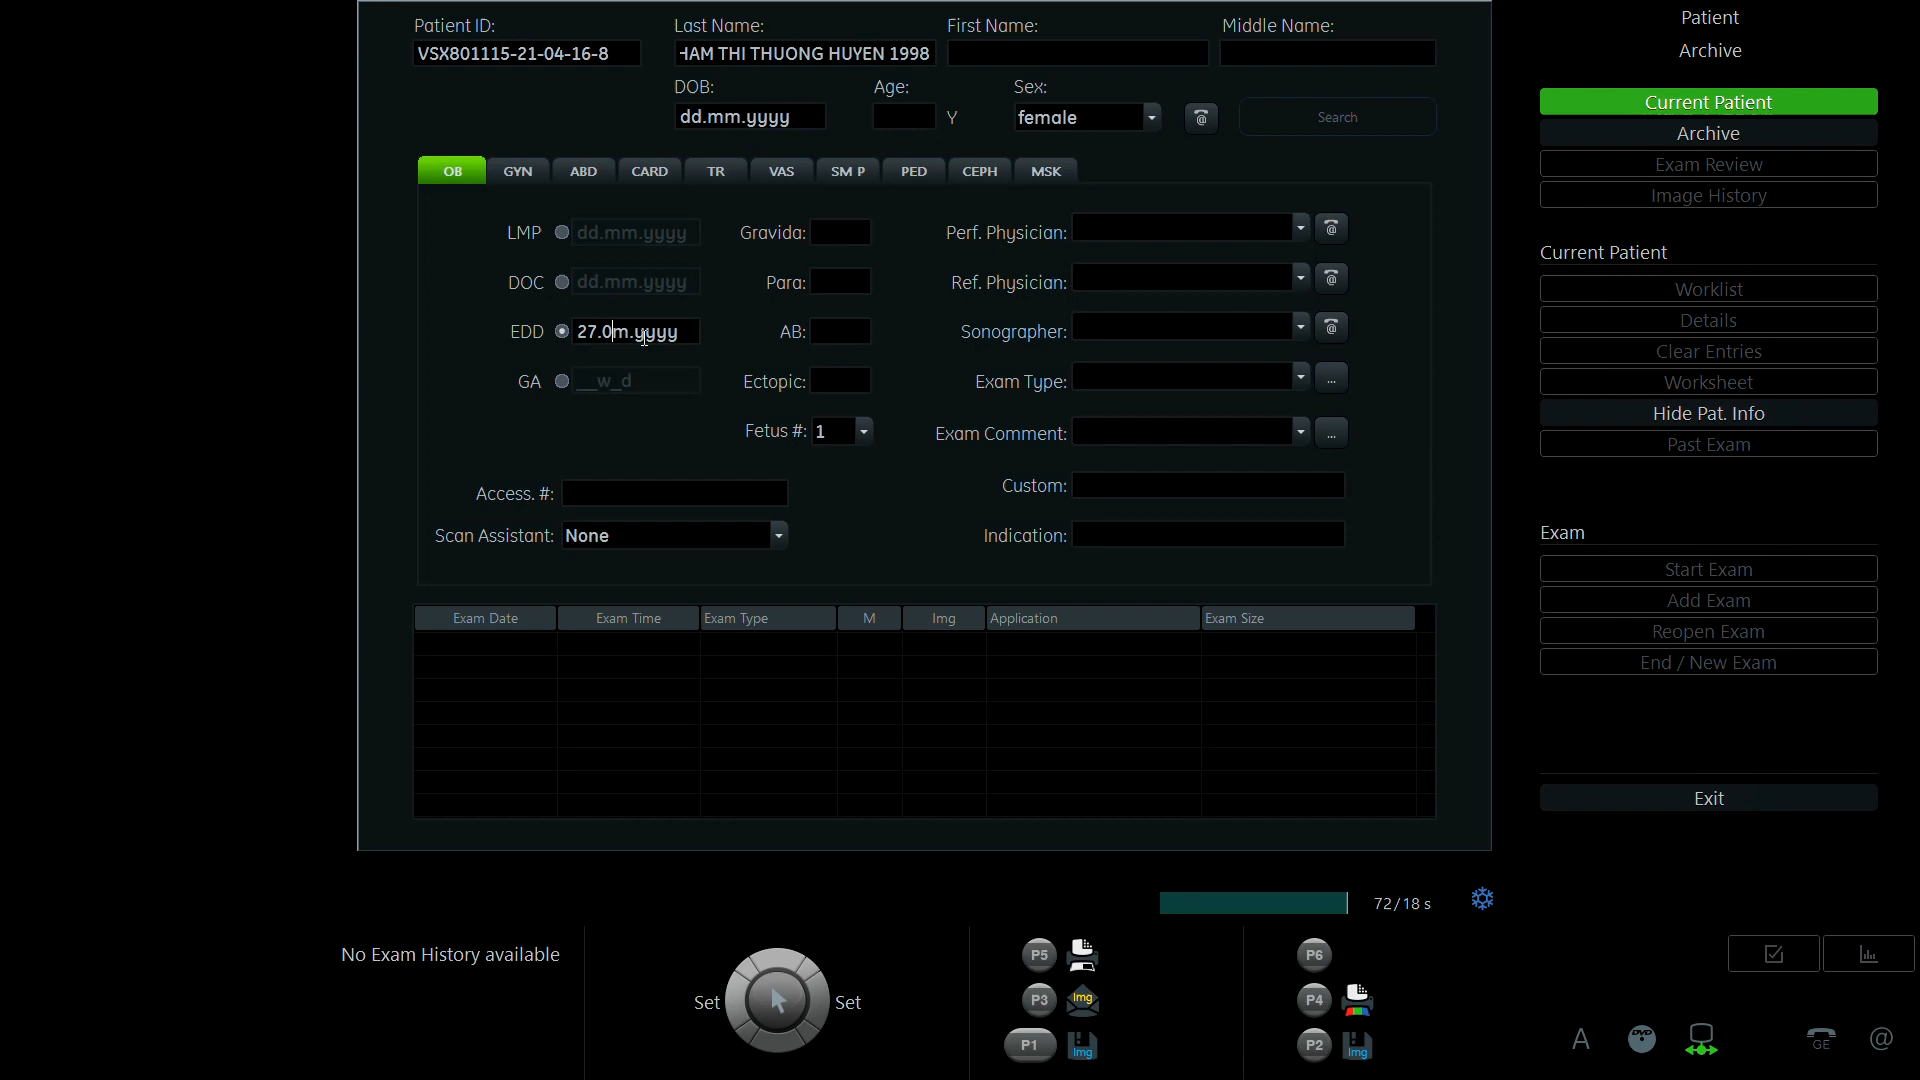 Patient ID: Last Name: First Name: Middle Name:
VSX801115-21-04-16-8 HAM THI THUONG HUYEN 1998
DOB: Age: Sex:
dd.mm.yyyy Y female Search
OB GYN ABD CARD TR VAS SM P PED CEPH MSK
LMP dd.mm.yyyy Gravida: Perf. Physician:
DOC dd.mm.yyyy Para: Ref. Physician:
EDD 27.0m.yyyy AB: Sonographer:
GA __w_d Ectopic: Exam Type: ...
Fetus #: 1 Exam Comment: ...
Access. #: Custom:
Scan Assistant: None Indication:
Exam Date Exam Time Exam Type M Img Application Exam Size
72/18 s
No Exam History available
Set Set
P5
P3 Img
P1 Img
P6
P4
P2 Img
Patient
Archive
Current Patient
Archive
Exam Review
Image History
Current Patient
Worklist
Details
Clear Entries
Worksheet
Hide Pat. Info
Past Exam
Exam
Start Exam
Add Exam
Reopen Exam
End / New Exam
Exit
A DVD GE @